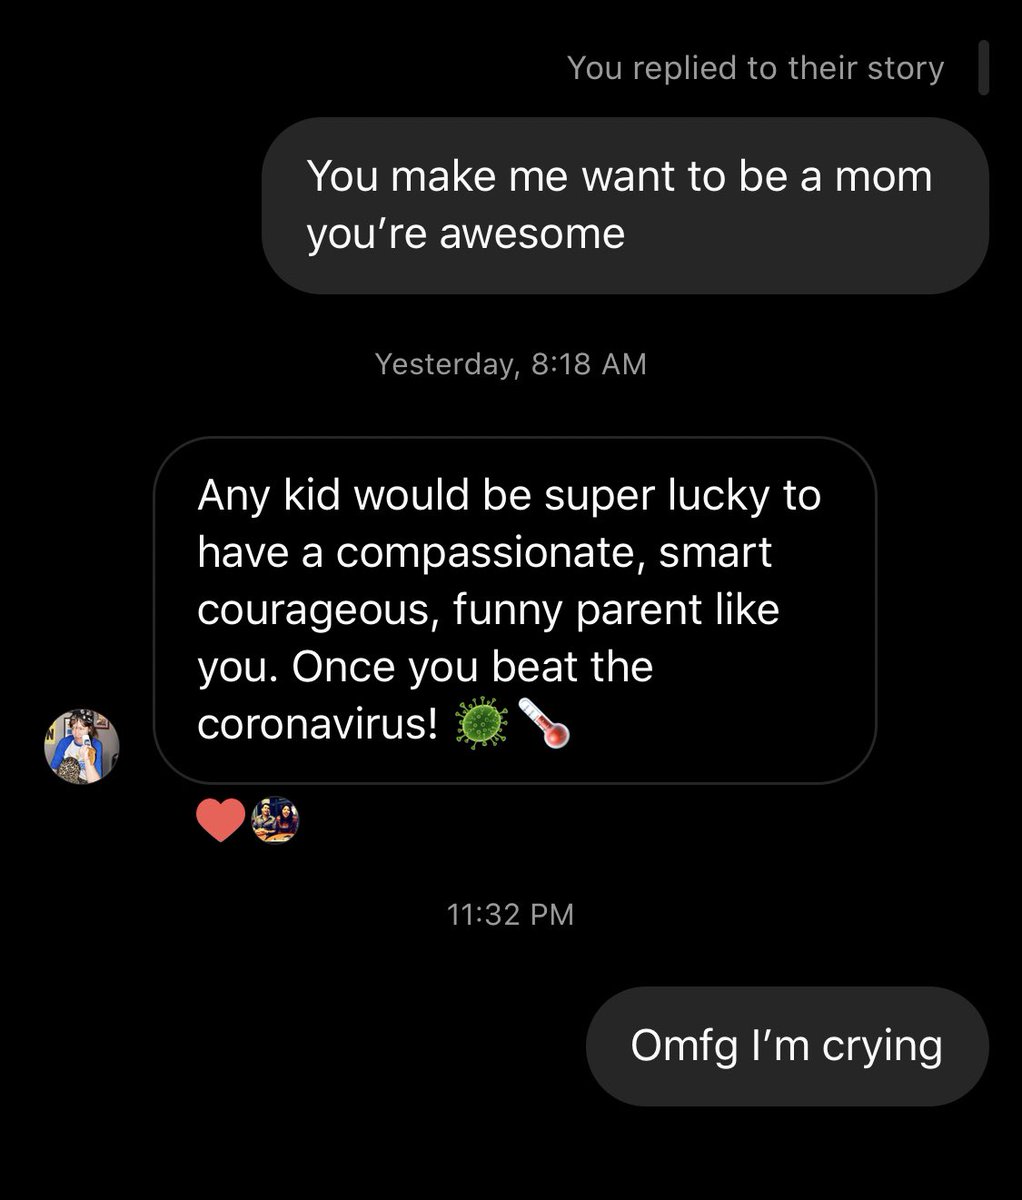 You replied to their story
You make me want to be a mom
you’re awesome
Yesterday, 8:18 AM
Any kid would be super lucky to
have a compassionate, smart
courageous, funny parent like
you. Once you beat the
coronavirus! 🦠🌡️
11:32 PM
Omfg I’m crying